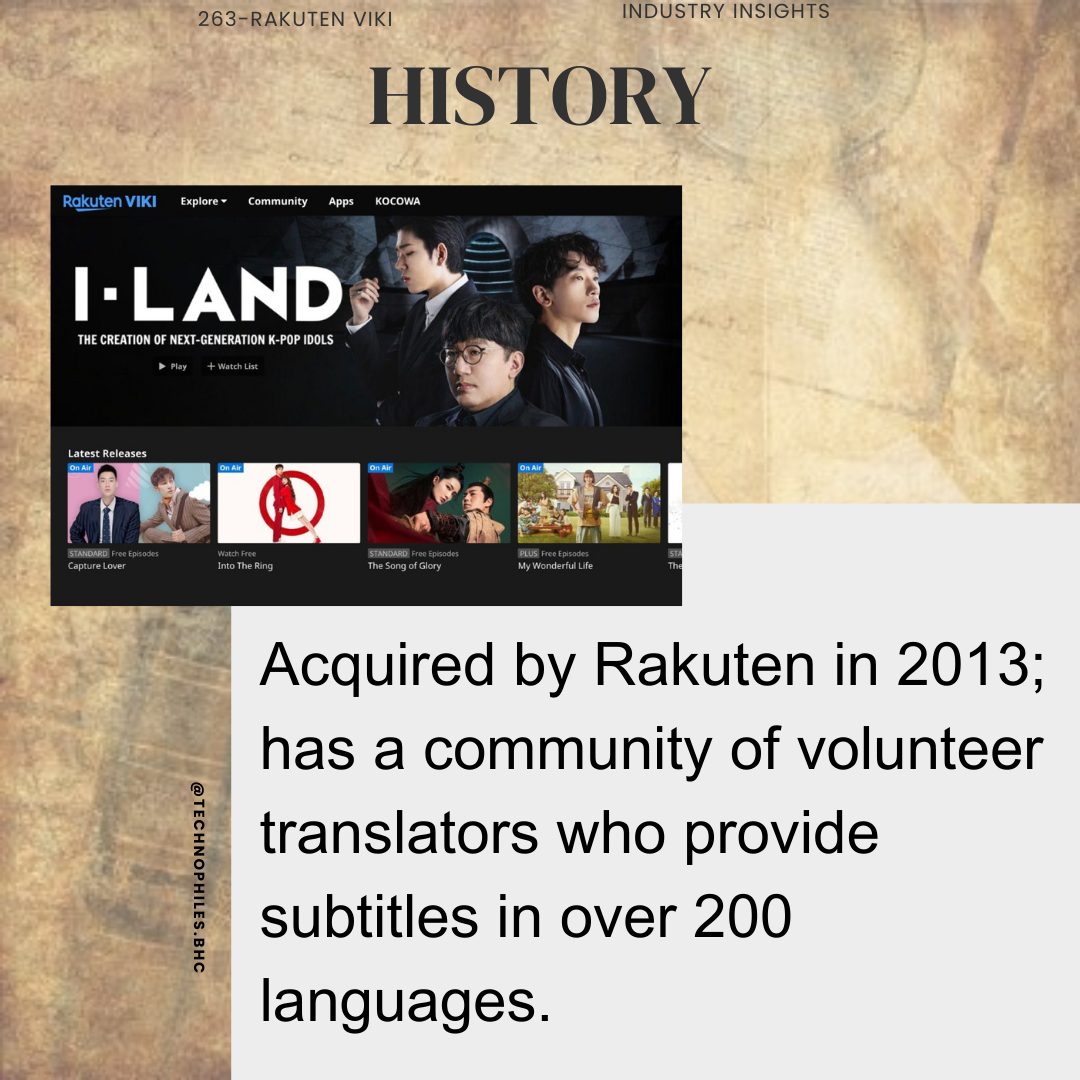 263-RAKUTEN VIKI
INDUSTRY INSIGHTS
HISTORY
Rakuten VIKI Explore Community Apps KOCOWA
I·LAND
THE CREATION OF NEXT-GENERATION K-POP IDOLS
Play + Watch List
Latest Releases
On Air On Air On Air On Air
STANDARD Free Episodes Watch Free STANDARD Free Episodes PLUS Free Episodes STA
Capture Lover Into The Ring The Song of Glory My Wonderful Life The
Acquired by Rakuten in 2013;
has a community of volunteer
translators who provide
subtitles in over 200
languages.
@TECHNOPHILES.BHC